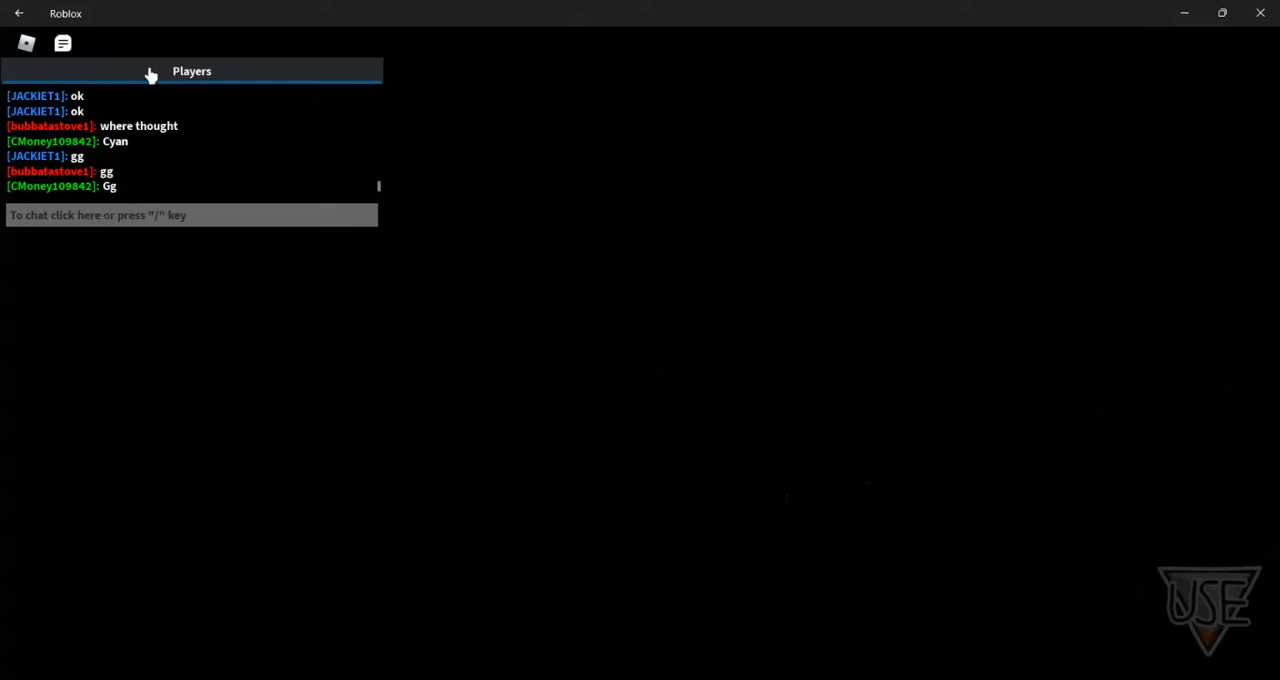 Roblox
Players
[JACKIET1]: ok
[JACKIET1]: ok
[bubbatastove1]: where thought
[CMoney109842]: Cyan
[JACKIET1]: gg
[bubbatastove1]: gg
[CMoney109842]: Gg
To chat click here or press "/" key
USE